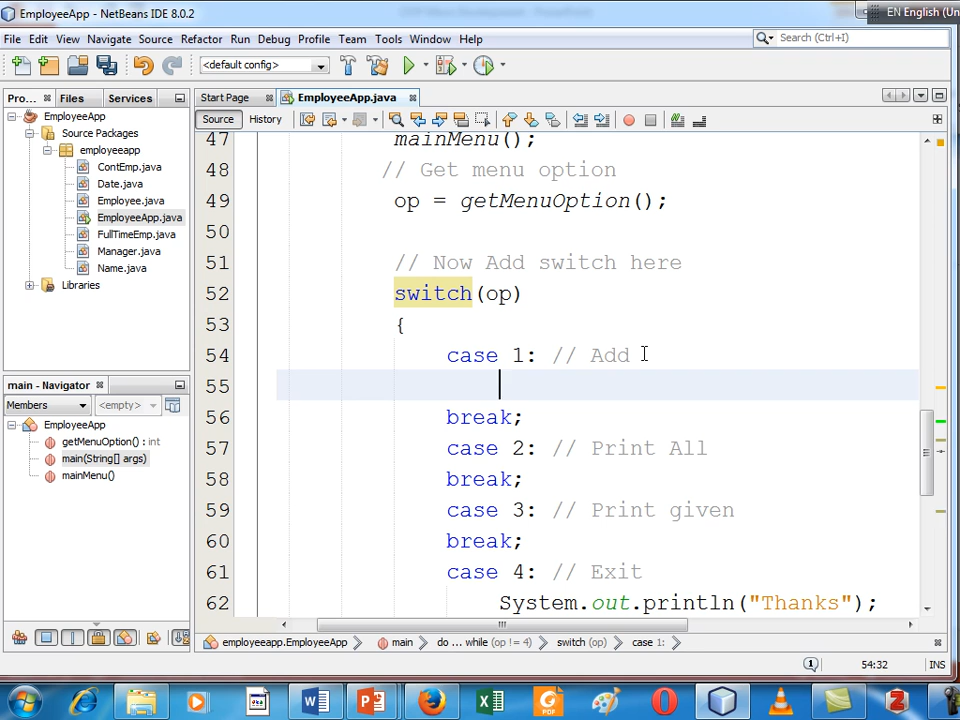 EmployeeApp - NetBeans IDE 8.0.2
EN English (Un
File Edit View Navigate Source Refactor Run Debug Profile Team Tools Window Help
Search (Ctrl+I)
<default config>
Pro... Files Services
Start Page EmployeeApp.java
Source History
EmployeeApp
Source Packages
employeeapp
ContEmp.java
Date.java
Employee.java
EmployeeApp.java
FullTimeEmp.java
Manager.java
Name.java
Libraries
main - Navigator
Members <empty>
EmployeeApp
getMenuOption() : int
main(String[] args)
mainMenu()
47 mainMenu();
48 // Get menu option
49 op = getMenuOption();
50
51 // Now Add switch here
52 switch(op)
53 {
54 case 1: // Add
55
56 break;
57 case 2: // Print All
58 break;
59 case 3: // Print given
60 break;
61 case 4: // Exit
62 System.out.println("Thanks");
employeeapp.EmployeeApp main do ... while (op != 4) switch (op) case 1:
1 54:32 INS